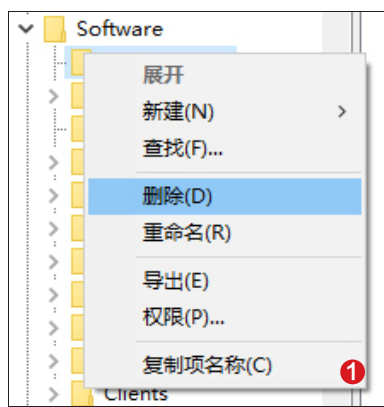 Software
展开
新建(N)
查找(F)...
删除(D)
重命名(R)
导出(E)
权限(P)...
复制项名称(C)
1
Clients